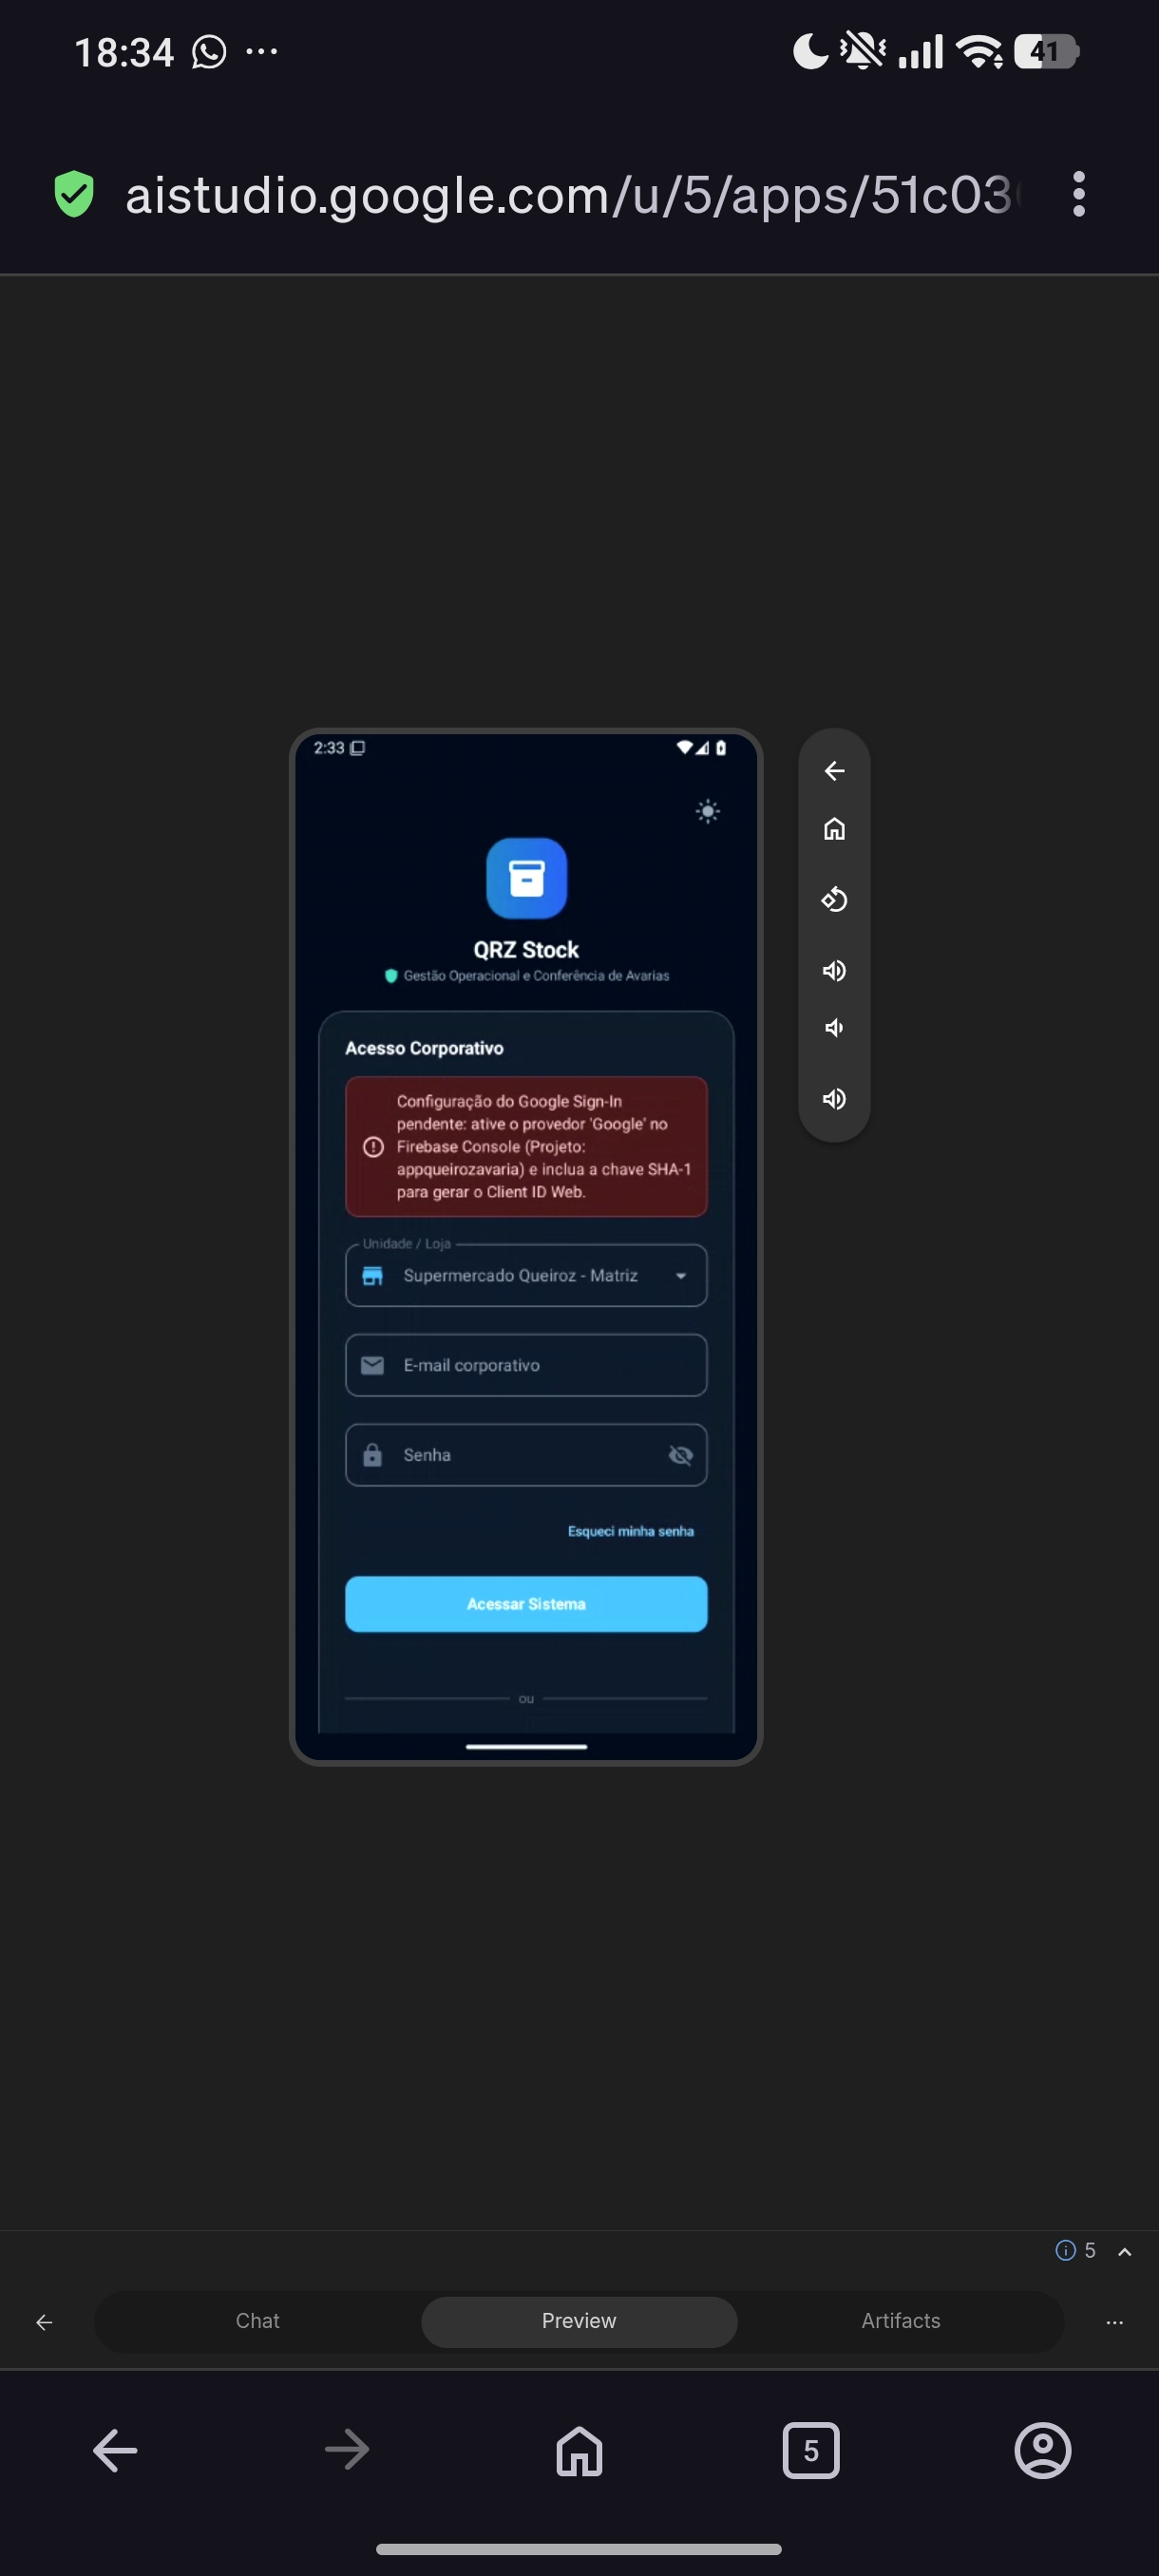 18:34
41
aistudio.google.com/u/5/apps/51c03
2:33
QRZ Stock
Gestão Operacional e Conferência de Avarias
Acesso Corporativo
Configuração do Google Sign-In
pendente: ative o provedor 'Google' no
Firebase Console (Projeto:
appqueirozavaria) e inclua a chave SHA-1
para gerar o Client ID Web.
Unidade / Loja
Supermercado Queiroz - Matriz
E-mail corporativo
Senha
Esqueci minha senha
Acessar Sistema
ou
5
Chat
Preview
Artifacts
5